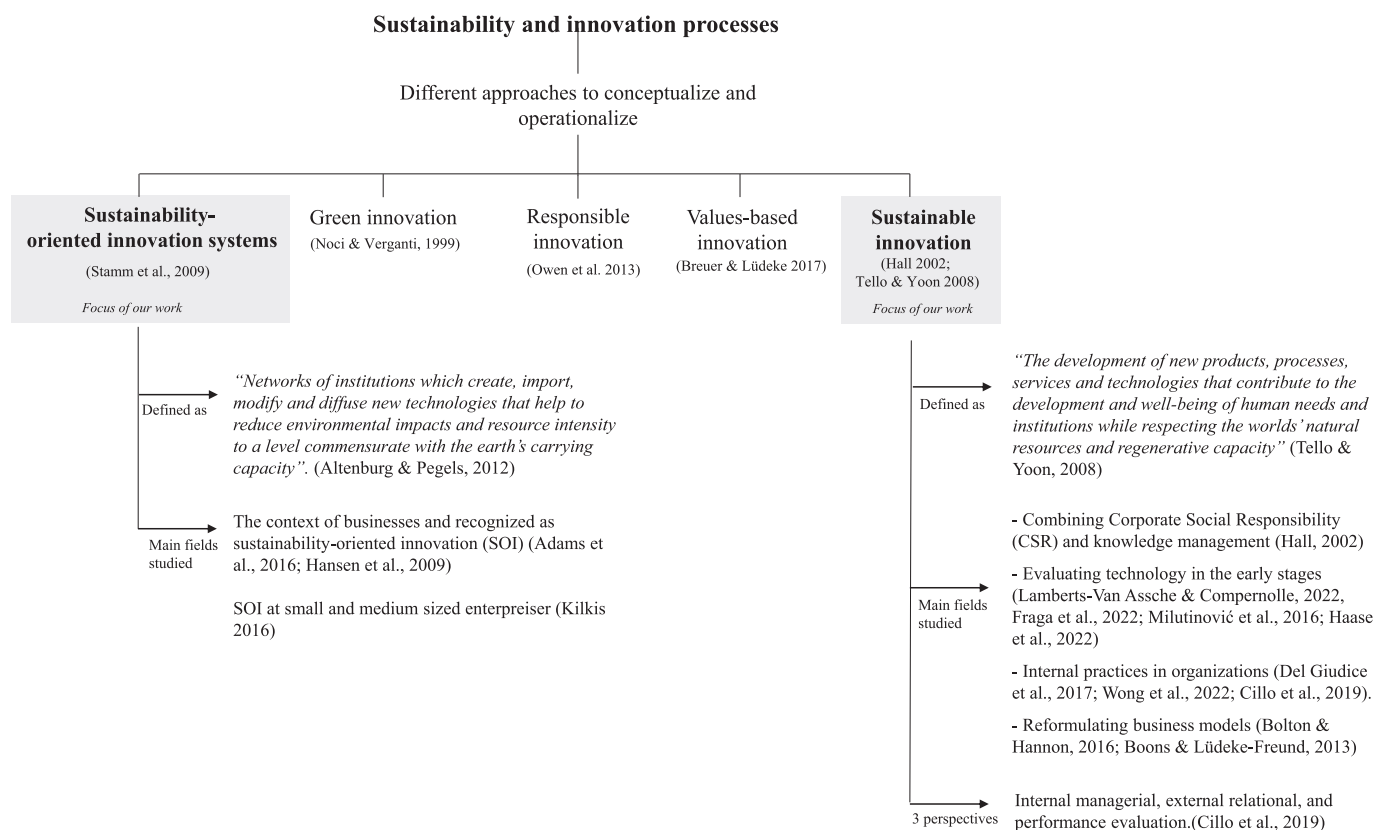 Sustainability and innovation processes
Different approaches to conceptualize and
operationalize
Sustainability-
oriented innovation systems
(Stamm et al., 2009)
Focus of our work
Green innovation
(Noci & Verganti, 1999)
Responsible
innovation
(Owen et al. 2013)
Values-based
innovation
(Breuer & Lüdeke 2017)
Sustainable
innovation
(Hall 2002;
Tello & Yoon 2008)
Focus of our work
Defined as
“Networks of institutions which create, import,
modify and diffuse new technologies that help to
reduce environmental impacts and resource intensity
to a level commensurate with the earth’s carrying
capacity”. (Altenburg & Pegels, 2012)
Main fields
studied
The context of businesses and recognized as
sustainability-oriented innovation (SOI) (Adams et
al., 2016; Hansen et al., 2009)
SOI at small and medium sized enterpreiser (Kilkis
2016)
Defined as
“The development of new products, processes,
services and technologies that contribute to the
development and well-being of human needs and
institutions while respecting the worlds’ natural
resources and regenerative capacity” (Tello &
Yoon, 2008)
Main fields
studied
- Combining Corporate Social Responsibility
(CSR) and knowledge management (Hall, 2002)
- Evaluating technology in the early stages
(Lamberts-Van Assche & Compernolle, 2022,
Fraga et al., 2022; Milutinović et al., 2016; Haase
et al., 2022)
- Internal practices in organizations (Del Giudice
et al., 2017; Wong et al., 2022; Cillo et al., 2019).
- Reformulating business models (Bolton &
Hannon, 2016; Boons & Lüdeke-Freund, 2013)
3 perspectives
Internal managerial, external relational, and
performance evaluation.(Cillo et al., 2019)